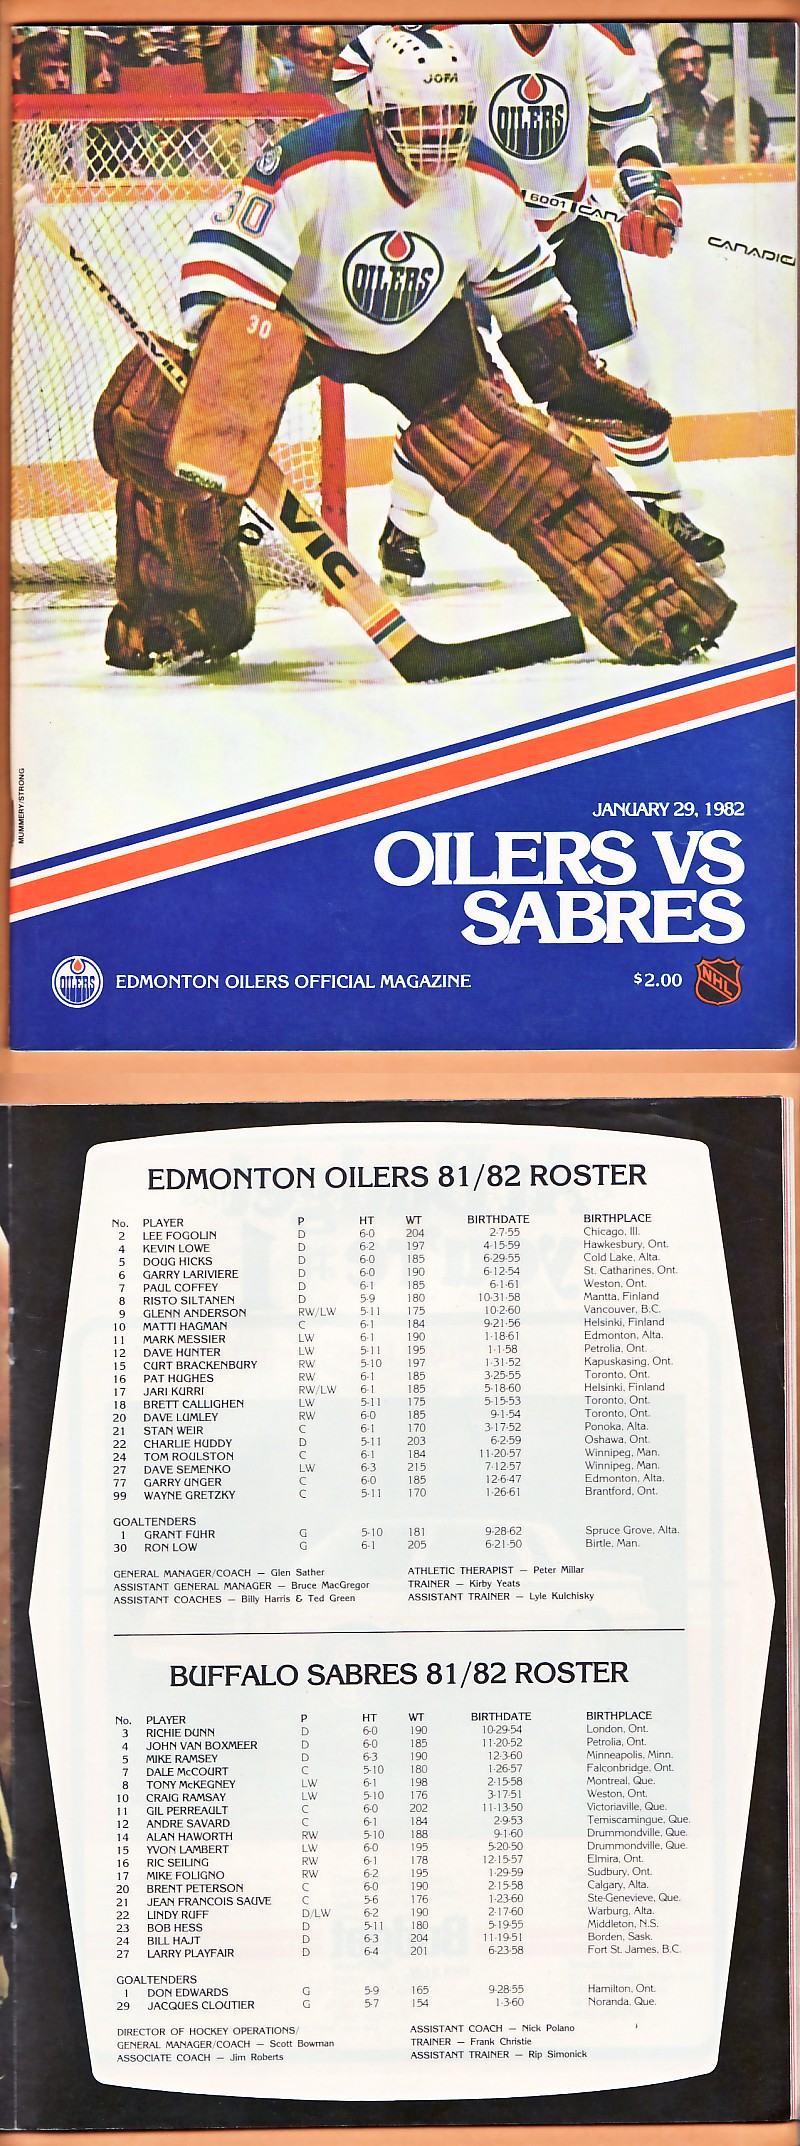 JOFA
OILERS
6001 CANA
CANADIC
30
OILERS
VICTORIAVILL
30
BROWN
VIC
MUMMERY/STRONG
JANUARY 29, 1982
OILERS VS
SABRES
OILERS EDMONTON OILERS OFFICIAL MAGAZINE $2.00 NHL
EDMONTON OILERS 81/82 ROSTER
No. PLAYER P HT WT BIRTHDATE BIRTHPLACE
2 LEE FOGOLIN D 6-0 204 2-7-55 Chicago, Ill.
4 KEVIN LOWE D 6-2 197 4-15-59 Hawkesbury, Ont.
5 DOUG HICKS D 6-0 185 6-29-55 Cold Lake, Alta.
6 GARRY LARIVIERE D 6-0 190 6-12-54 St. Catharines, Ont.
7 PAUL COFFEY D 6-1 185 6-1-61 Weston, Ont.
8 RISTO SILTANEN D 5-9 180 10-31-58 Mantta, Finland
9 GLENN ANDERSON RW/LW 5-11 175 10-2-60 Vancouver, B.C.
10 MATTI HAGMAN C 6-1 184 9-21-56 Helsinki, Finland
11 MARK MESSIER LW 6-1 190 1-18-61 Edmonton, Alta.
12 DAVE HUNTER LW 5-11 195 1-1-58 Petrolia, Ont.
15 CURT BRACKENBURY RW 5-10 197 1-31-52 Kapuskasing, Ont.
16 PAT HUGHES RW 6-1 185 3-25-55 Toronto, Ont.
17 JARI KURRI RW/LW 6-1 185 5-18-60 Helsinki, Finland
18 BRETT CALLIGHEN LW 5-11 175 5-15-53 Toronto, Ont.
20 DAVE LUMLEY RW 6-0 185 9-1-54 Toronto, Ont.
21 STAN WEIR C 6-1 170 3-17-52 Ponoka, Alta.
22 CHARLIE HUDDY D 5-11 203 6-2-59 Oshawa, Ont.
24 TOM ROULSTON C 6-1 184 11-20-57 Winnipeg, Man.
27 DAVE SEMENKO LW 6-3 215 7-12-57 Winnipeg, Man.
77 GARRY UNGER C 6-0 185 12-6-47 Edmonton, Alta.
99 WAYNE GRETZKY C 5-11 170 1-26-61 Brantford, Ont.
GOALTENDERS
1 GRANT FUHR G 5-10 181 9-28-62 Spruce Grove, Alta.
30 RON LOW G 6-1 205 6-21-50 Birtle, Man.
GENERAL MANAGER/COACH — Glen Sather ATHLETIC THERAPIST — Peter Millar
ASSISTANT GENERAL MANAGER — Bruce MacGregor TRAINER — Kirby Yeats
ASSISTANT COACHES — Billy Harris & Ted Green ASSISTANT TRAINER — Lyle Kulchisky
BUFFALO SABRES 81/82 ROSTER
No. PLAYER P HT WT BIRTHDATE BIRTHPLACE
3 RICHIE DUNN D 6-0 190 10-29-54 London, Ont.
4 JOHN VAN BOXMEER D 6-0 185 11-20-52 Petrolia, Ont.
5 MIKE RAMSEY D 6-3 190 12-3-60 Minneapolis, Minn.
7 DALE McCOURT C 5-10 180 1-26-57 Falconbridge, Ont.
8 TONY McKEGNEY LW 6-1 198 2-15-58 Montreal, Que.
10 CRAIG RAMSAY LW 5-10 176 3-17-51 Weston, Ont.
11 GIL PERREAULT C 6-0 202 11-13-50 Victoriaville, Que.
12 ANDRE SAVARD C 6-1 184 2-9-53 Temiscamingue, Que.
14 ALAN HAWORTH RW 5-10 188 9-1-60 Drummondville, Que.
15 YVON LAMBERT LW 6-0 195 5-20-50 Drummondville, Que.
16 RIC SEILING RW 6-1 178 12-15-57 Elmira, Ont.
17 MIKE FOLIGNO RW 6-2 195 1-29-59 Sudbury, Ont.
20 BRENT PETERSON C 6-0 190 2-15-58 Calgary, Alta.
21 JEAN FRANCOIS SAUVE C 5-6 176 1-23-60 Ste-Genevieve, Que.
22 LINDY RUFF D/LW 6-2 190 2-17-60 Warburg, Alta.
23 BOB HESS D 5-11 180 5-19-55 Middleton, N.S.
24 BILL HAJT D 6-3 204 11-19-51 Borden, Sask.
27 LARRY PLAYFAIR D 6-4 201 6-23-58 Fort St. James, B.C.
GOALTENDERS
1 DON EDWARDS G 5-9 165 9-28-55 Hamilton, Ont.
29 JACQUES CLOUTIER G 5-7 154 1-3-60 Noranda, Que.
DIRECTOR OF HOCKEY OPERATIONS/ ASSISTANT COACH — Nick Polano
GENERAL MANAGER/COACH — Scott Bowman TRAINER — Frank Christie
ASSOCIATE COACH — Jim Roberts ASSISTANT TRAINER — Rip Simonick